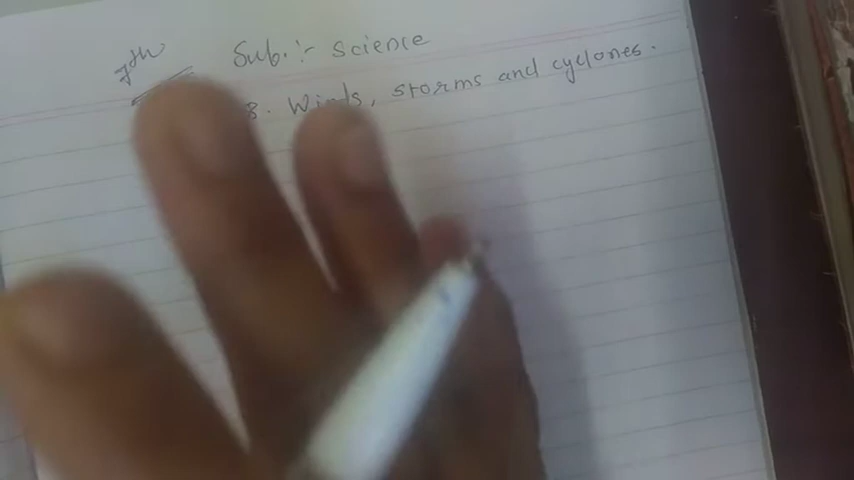 7th
Sub.:- Science
8. Winds, storms and cyclones.